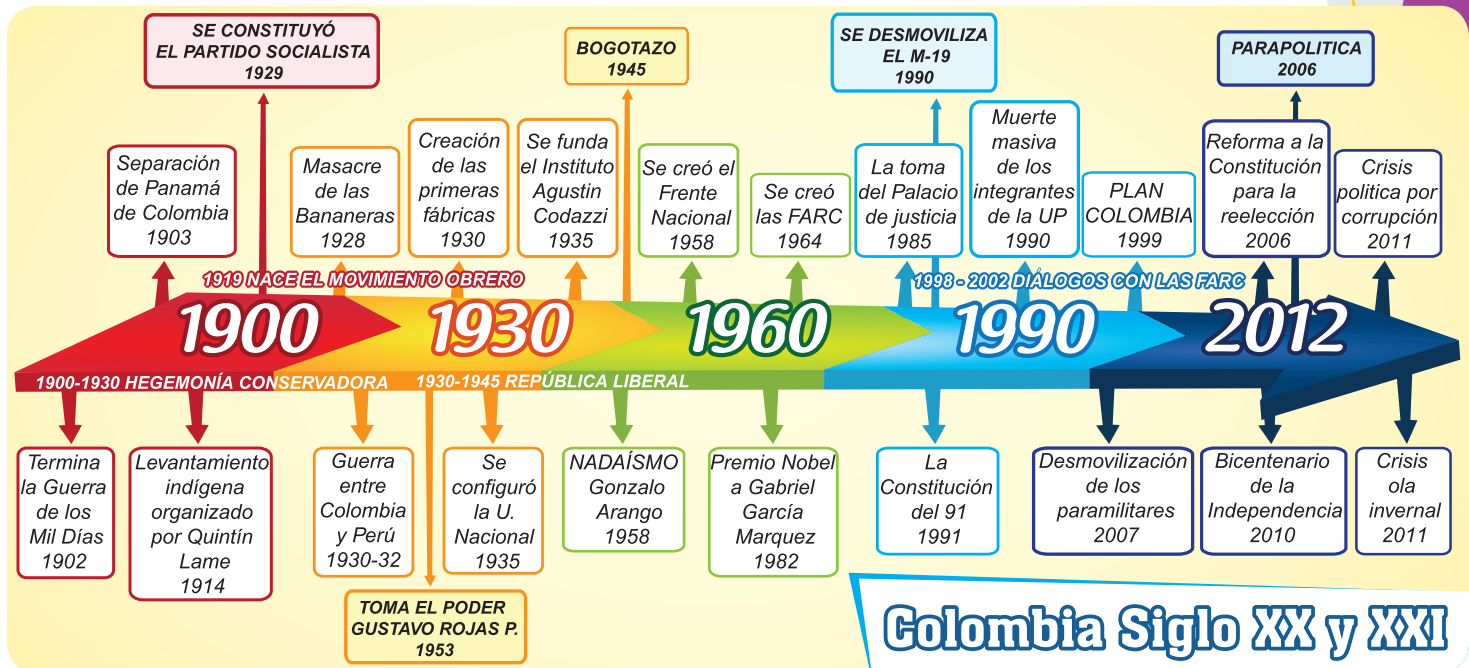 SE CONSTITUYÓ
EL PARTIDO SOCIALISTA
1929
BOGOTAZO
1945
SE DESMOVILIZA
EL M-19
1990
PARAPOLITICA
2006
Separación
de Panamá
de Colombia
1903
Masacre
de las
Bananeras
1928
Creación
de las
primeras
fábricas
1930
Se funda
el Instituto
Agustin
Codazzi
1935
Se creó el
Frente
Nacional
1958
Se creó
las FARC
1964
La toma
del Palacio
de justicia
1985
Muerte
masiva
de los
integrantes
de la UP
1990
PLAN
COLOMBIA
1999
Reforma a la
Constitución
para la
reelección
2006
Crisis
politica por
corrupción
2011
1919 NACE EL MOVIMIENTO OBRERO
1998 - 2002 DIÁLOGOS CON LAS FARC
1900
1930
1960
1990
2012
1900-1930 HEGEMONÍA CONSERVADORA
1930-1945 REPÚBLICA LIBERAL
Termina
la Guerra
de los
Mil Días
1902
Levantamiento
indígena
organizado
por Quintín
Lame
1914
Guerra
entre
Colombia
y Perú
1930-32
Se
configuró
la U.
Nacional
1935
NADAÍSMO
Gonzalo
Arango
1958
Premio Nobel
a Gabriel
García
Marquez
1982
La
Constitución
del 91
1991
Desmovilización
de los
paramilitares
2007
Bicentenario
de la
Independencia
2010
Crisis
ola
invernal
2011
TOMA EL PODER
GUSTAVO ROJAS P.
1953
Colombia Siglo XX y XXI